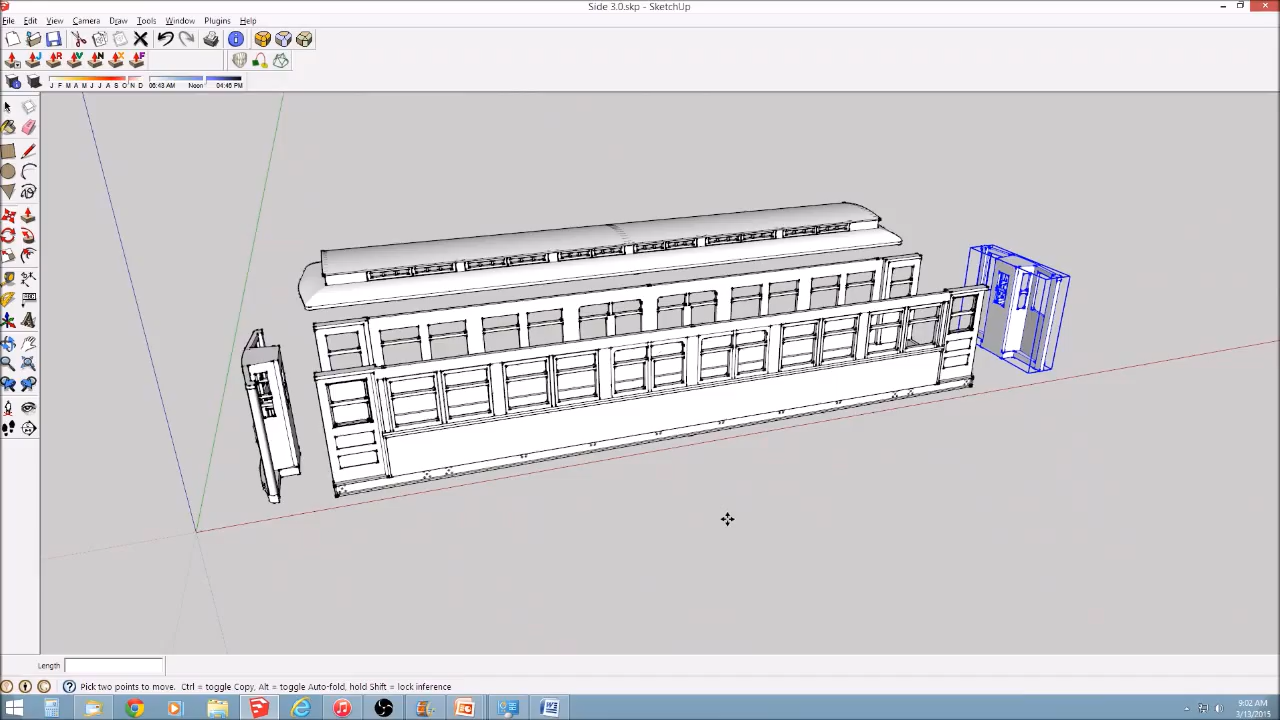 Side 3.0.skp - SketchUp
File Edit View Camera Draw Tools Window Plugins Help
J R V N X F
J F M A M J J A S O N D 06:43 AM Noon 04:46 PM
Length
Pick two points to move. Ctrl = toggle Copy, Alt = toggle Auto-fold, hold Shift = lock inference
9:02 AM
3/13/2015